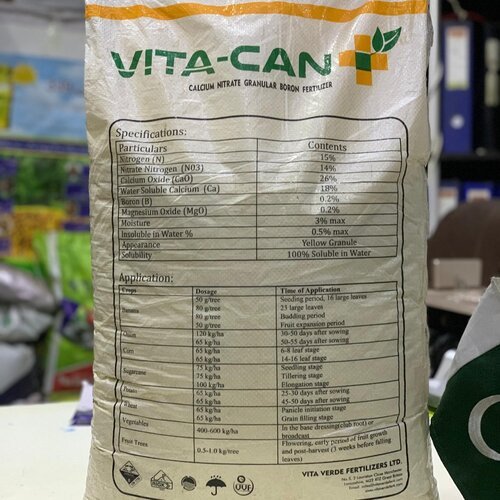 VITA-CAN
CALCIUM NITRATE GRANULAR BORON FERTILIZER
Specifications:
Particulars Contents
Nitrogen (N) 15%
Nitrate Nitrogen (N03) 14%
Calcium Oxide (CaO) 26%
Water Soluble Calcium (Ca) 18%
Boron (B) 0.2%
Magnesium Oxide (MgO) 0.2%
Moisture 3% max
Insoluble in Water % 0.5% max
Appearance Yellow Granule
Solubility 100% Soluble in Water
Application:
Crops Dosage Time of Application
50 g/tree Seeding period, 16 large leaves
Banana 80 g/tree 25 large leaves
80 g/tree Budding period
50 g/tree Fruit expansion period
120 kg/ha 30-50 days after sowing
65 kg/ha 50-55 days after sowing
Corn 65 kg/ha 6-8 leaf stage
65 kg/ha 14-16 leaf stage
75 kg/ha Seedling stage
Sugarcane 75 kg/ha Tillering stage
100 kg/ha Elongation stage
Potato 65 kg/ha 25-30 days after sowing
65 kg/ha 45-50 days after sowing
Wheat 65 kg/ha Panicle initiation stage
65 kg/ha Grain filling stage
Vegetables 400-600 kg/ha In the base dressing(club root) or
broadcast
Fruit Trees 0.5-1.0 kg/tree Flowering, early period of fruit growth
and post-harvest (3 weeks before falling
leaves)
VITA VERDE FERTILIZERS LTD.